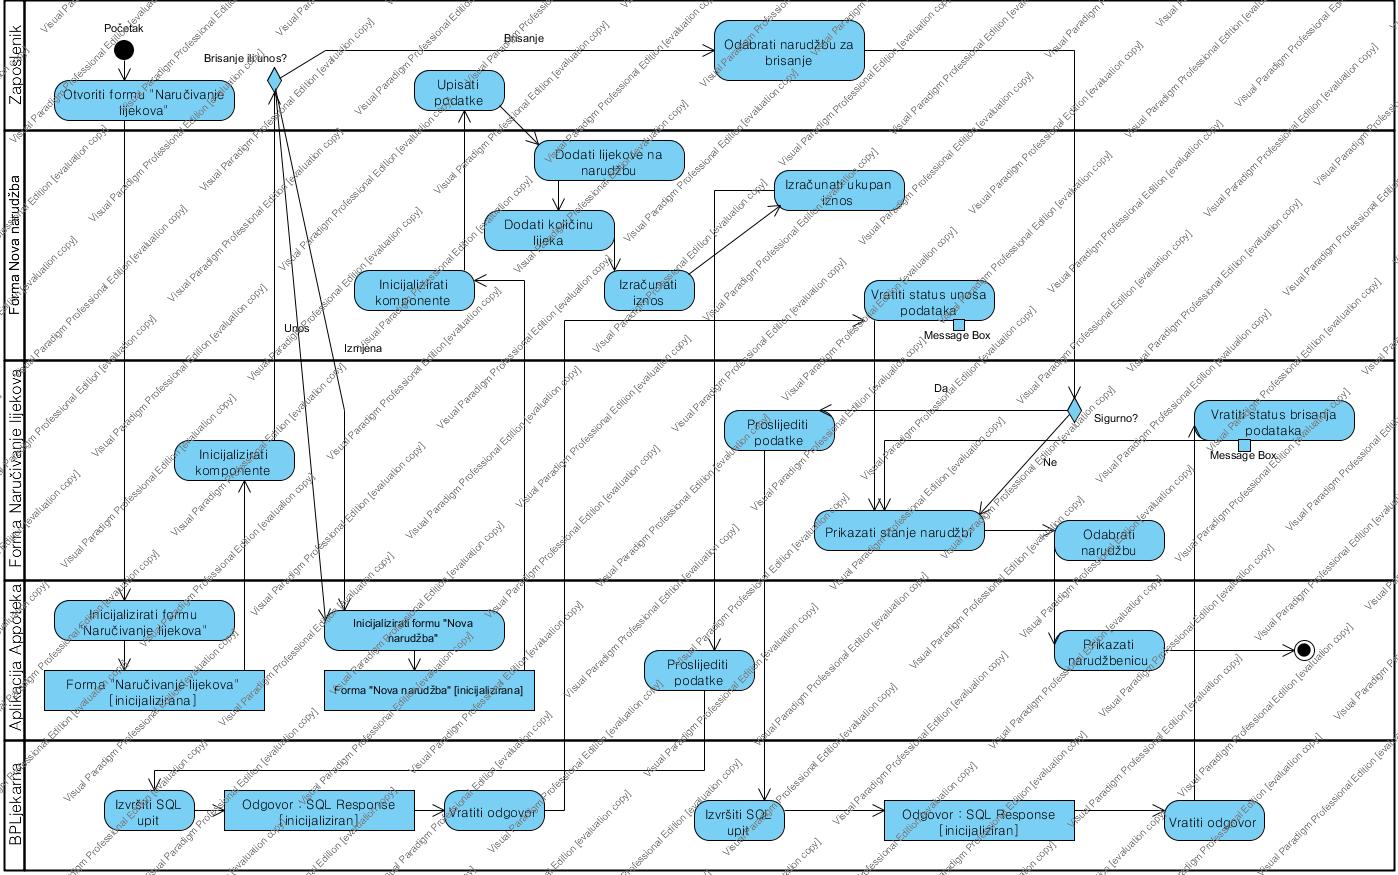 Zaposlenik
Početak
Otvoriti formu "Naručivanje
lijekova"
Brisanje ili unos?
Brisanje
Odabrati narudžbu za
brisanje
Upisati
podatke
Forma Nova narudžba
Dodati lijekove na
narudžbu
Dodati količinu
lijeka
Izračunati
iznos
Izračunati ukupan
iznos
Inicijalizirati
komponente
Vratiti status unosa
podataka
Message Box
Unos
Izmjena
Forma Naručivanje lijekova
Inicijalizirati
komponente
Da
Proslijediti
podatke
Sigurno?
Ne
Vratiti status brisanja
podataka
Message Box
Prikazati stanje narudžbi
Odabrati
narudžbu
Aplikacija Appoteka
Inicijalizirati formu
"Naručivanje lijekova"
Forma "Naručivanje lijekova"
[inicijalizirana]
Inicijalizirati formu "Nova
narudžba"
Forma "Nova narudžba" [inicijalizirana]
Proslijediti
podatke
Prikazati
narudžbenicu
BPLjekarna
Izvršiti SQL
upit
Odgovor : SQL Response
[inicijaliziran]
Vratiti odgovor
Izvršiti SQL
upit
Odgovor : SQL Response
[inicijaliziran]
Vratiti odgovor
Visual Paradigm Professional Edition [evaluation copy]